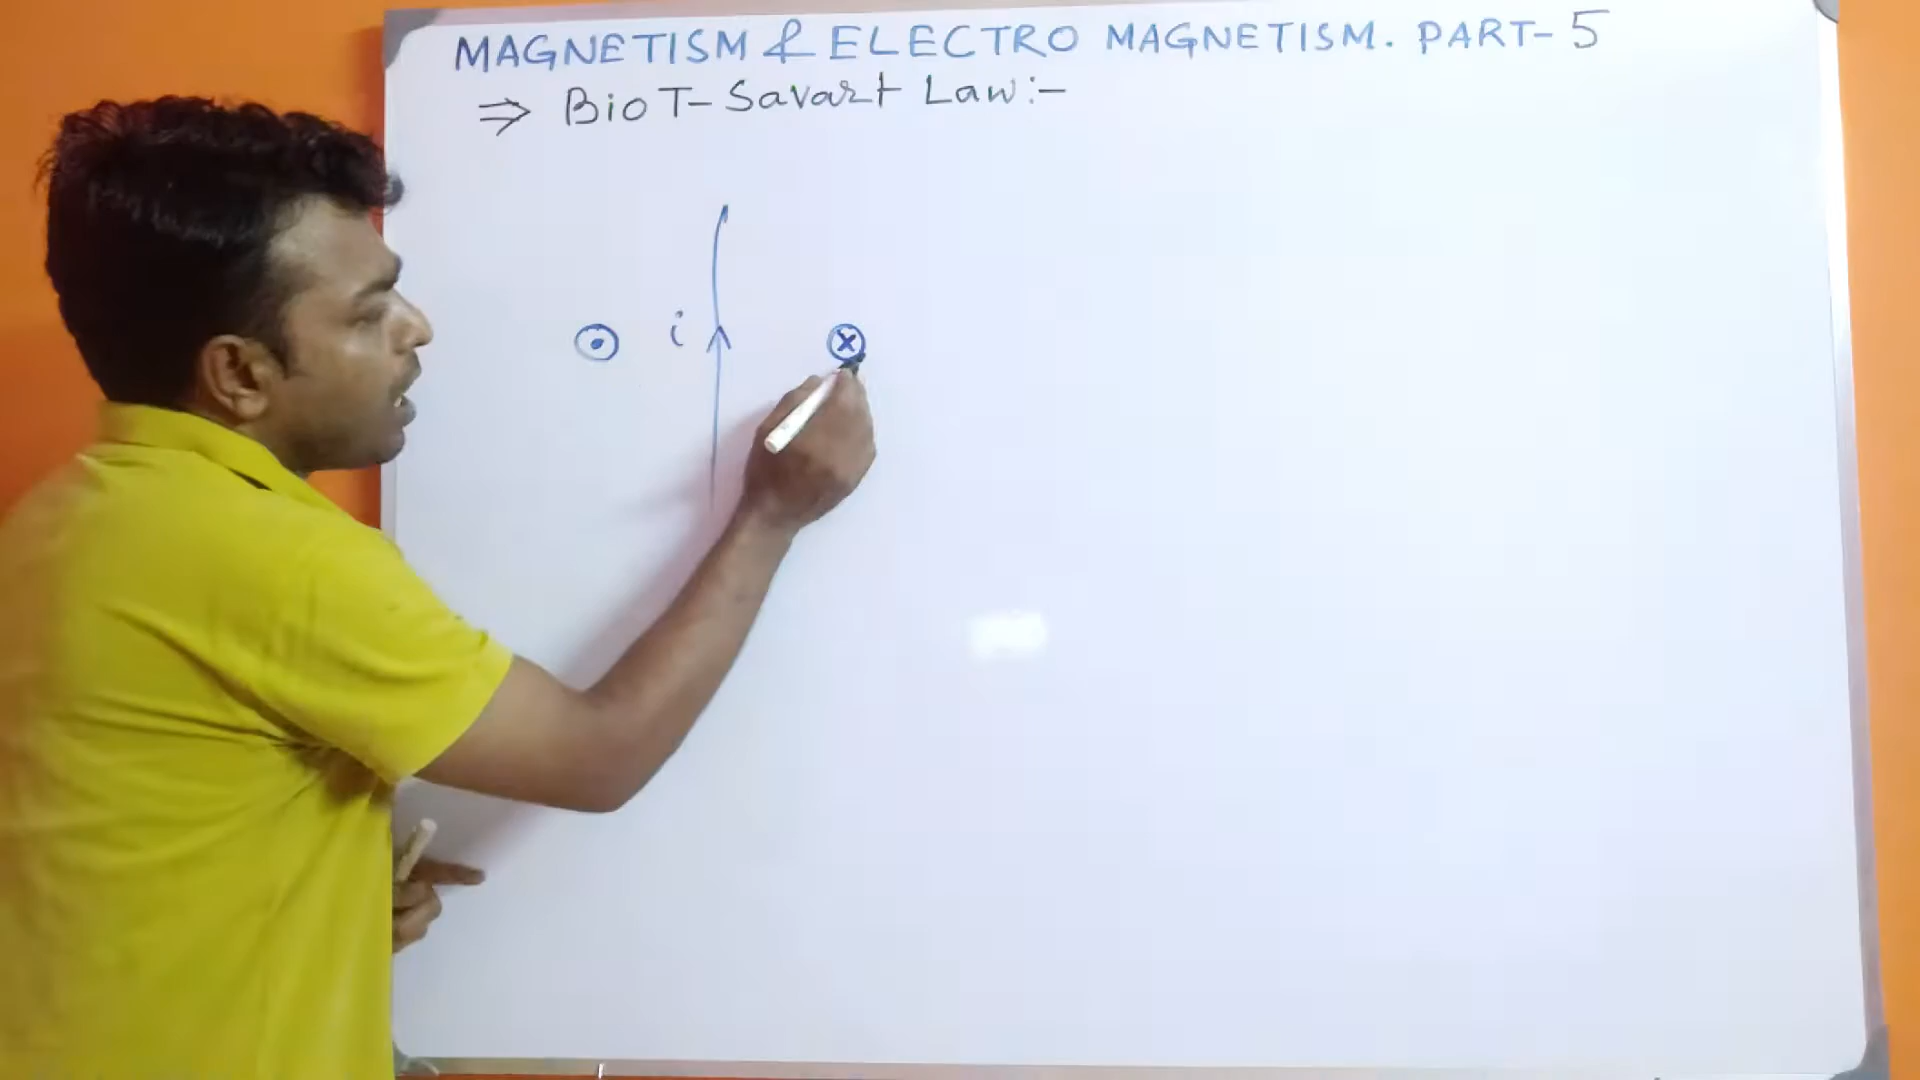 MAGNETISM & ELECTRO MAGNETISM. PART-5
⇒ BioT-Savart Law:-
i